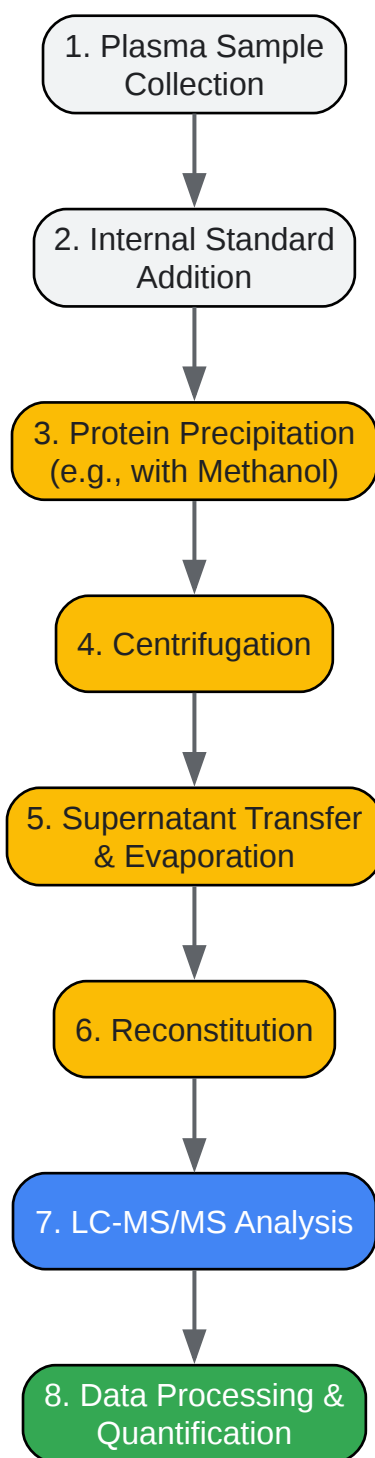 1. Plasma Sample
Collection
2. Internal Standard
Addition
3. Protein Precipitation
(e.g., with Methanol)
4. Centrifugation
5. Supernatant Transfer
& Evaporation
6. Reconstitution
7. LC-MS/MS Analysis
8. Data Processing &
Quantification